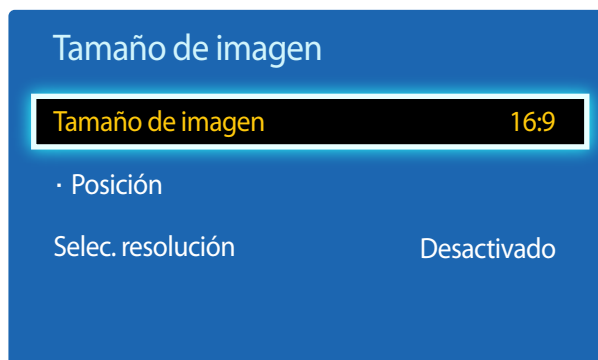 Tamaño de imagen
Tamaño de imagen 16:9
· Posición
Selec. resolución Desactivado